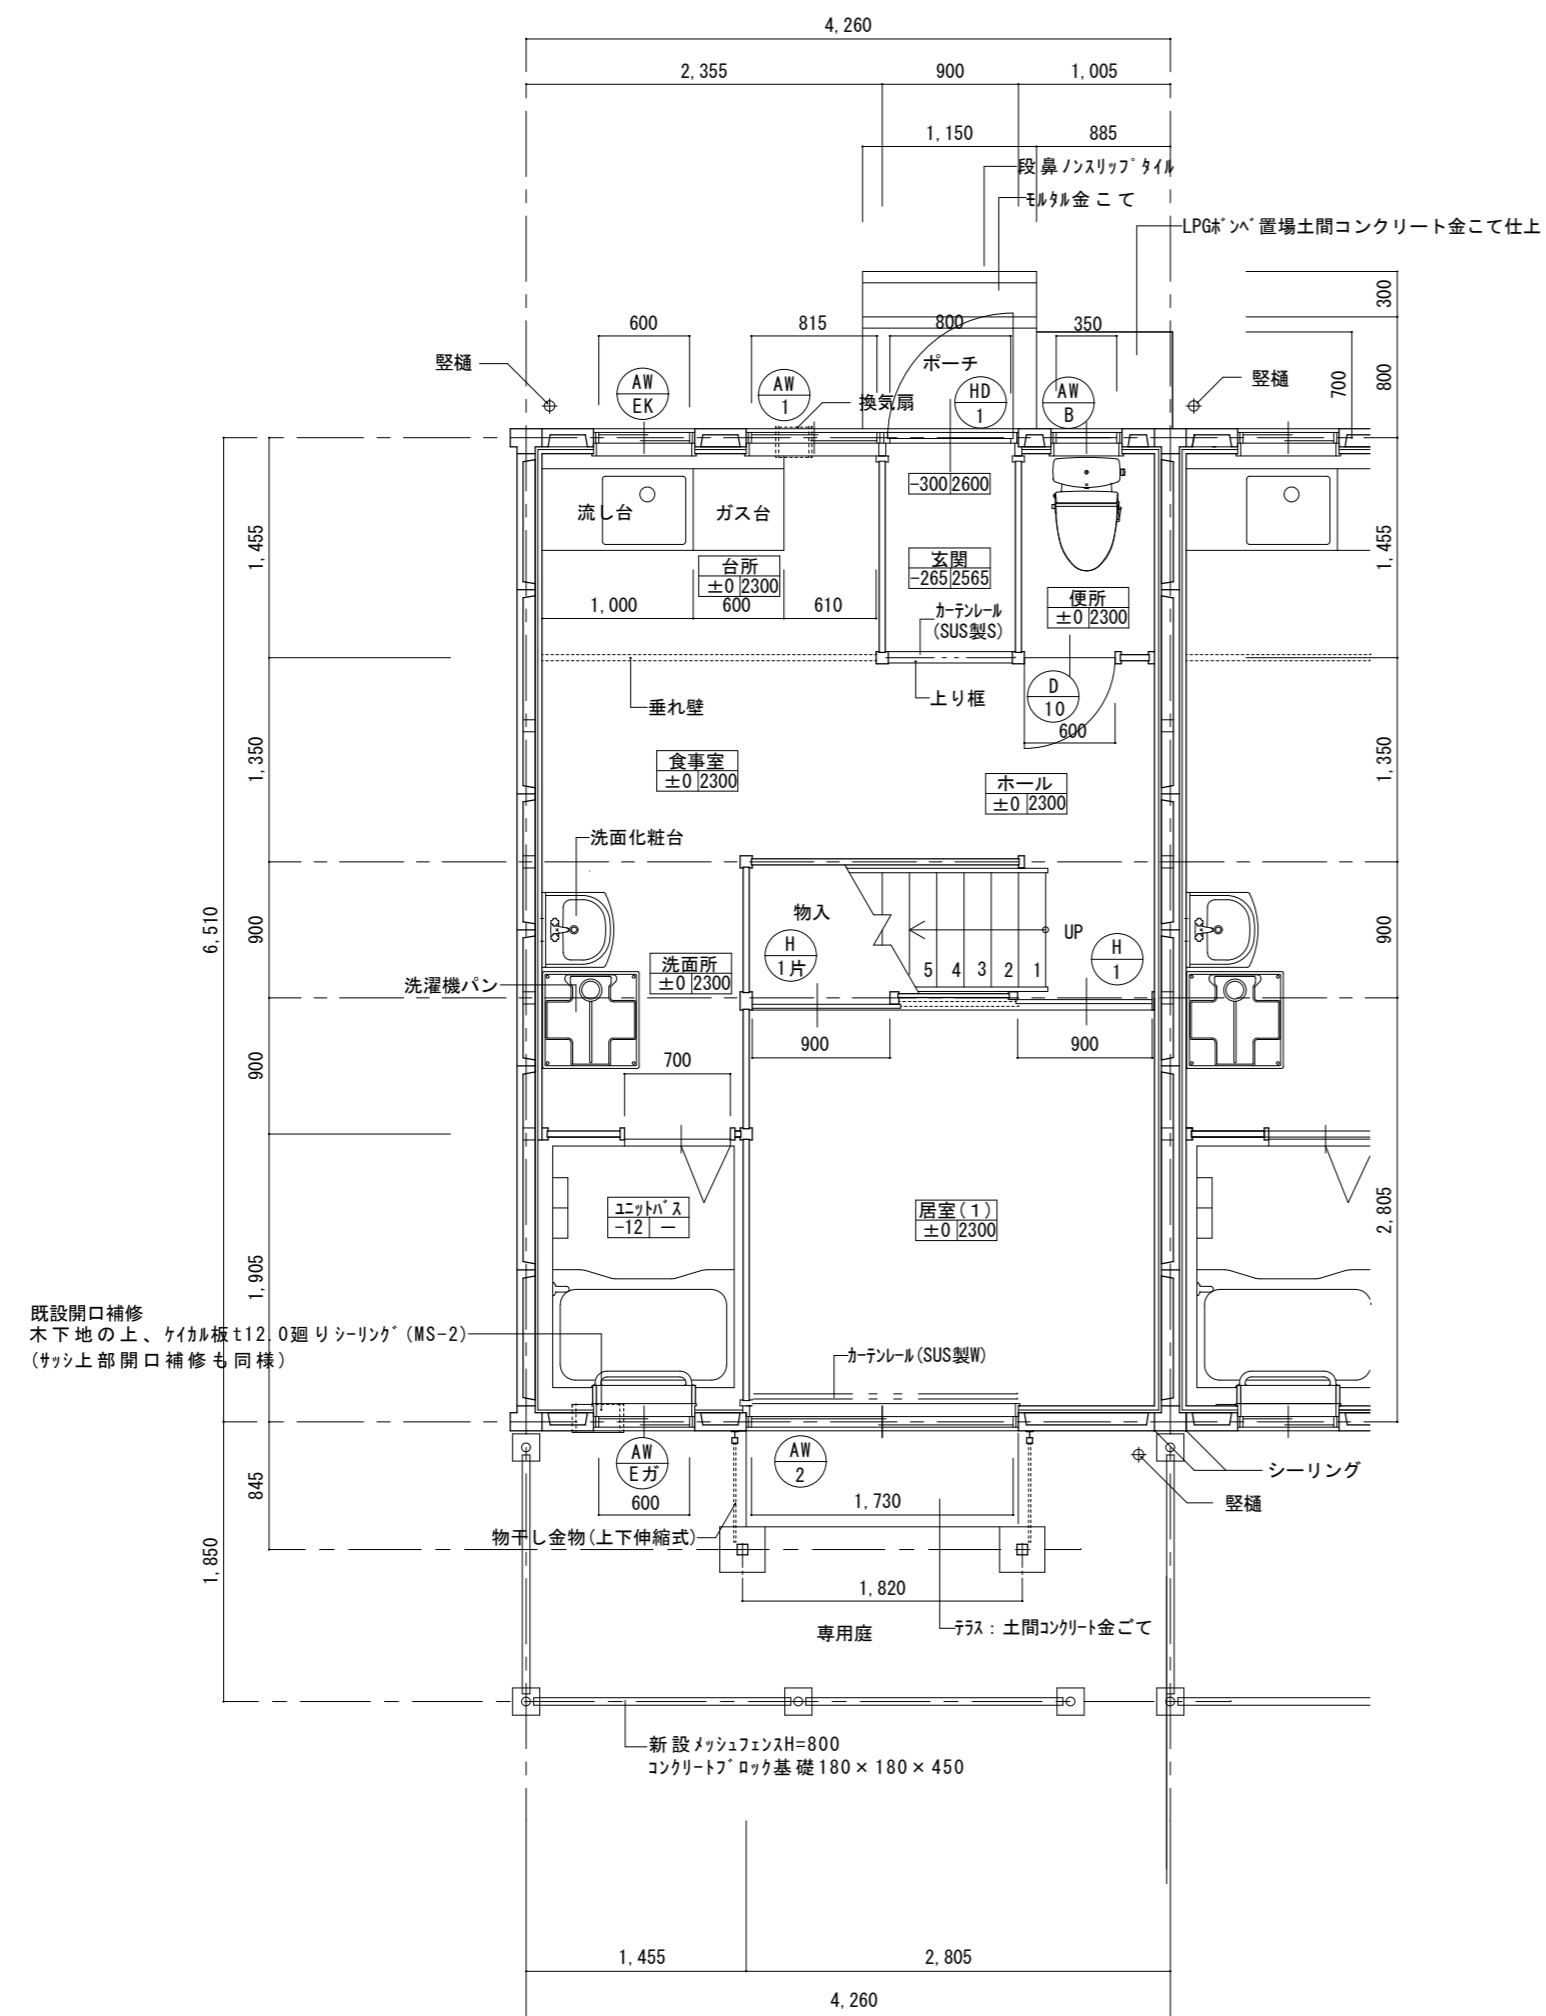 4,260
2,355
900
1,005
1,150
885
段鼻ﾉﾝｽﾘｯﾌﾟﾀｲﾙ
ﾓﾙﾀﾙ金こて
LPGﾎﾞﾝﾍﾞ置場土間コンクリート金こて仕上
300
600
815
800
350
竪樋
AW
EK
AW
1
換気扇
ポーチ
HD
1
AW
B
竪樋
700
800
-300 2600
流し台
ガス台
1,455
台所
±0 2300
玄関
-265 2565
便所
±0 2300
1,455
1,000
600
610
ｶｰﾃﾝﾚｰﾙ
(SUS製S)
垂れ壁
上り框
D
10
600
1,350
食事室
±0 2300
ホール
±0 2300
1,350
洗面化粧台
6,510
900
物入
H
1片
UP
H
1
900
5 4 3 2 1
洗面所
±0 2300
洗濯機パン
900
700
900
900
ﾕﾆｯﾄﾊﾞｽ
-12 ー
居室(1)
±0 2300
2,805
1,905
既設開口補修
木下地の上、ｹｲｶﾙ板t12.0廻りｼｰﾘﾝｸﾞ(MS-2)
(ｻｯｼ上部開口補修も同様)
ｶｰﾃﾝﾚｰﾙ(SUS製W)
AW
Eガ
AW
2
シーリング
845
600
1,730
竪樋
物干し金物(上下伸縮式)
1,850
1,820
専用庭
ﾃﾗｽ：土間ｺﾝｸﾘｰﾄ金ごて
新設ﾒｯｼｭﾌｪﾝｽH=800
ｺﾝｸﾘｰﾄﾌﾞﾛｯｸ基礎180×180×450
1,455
2,805
4,260